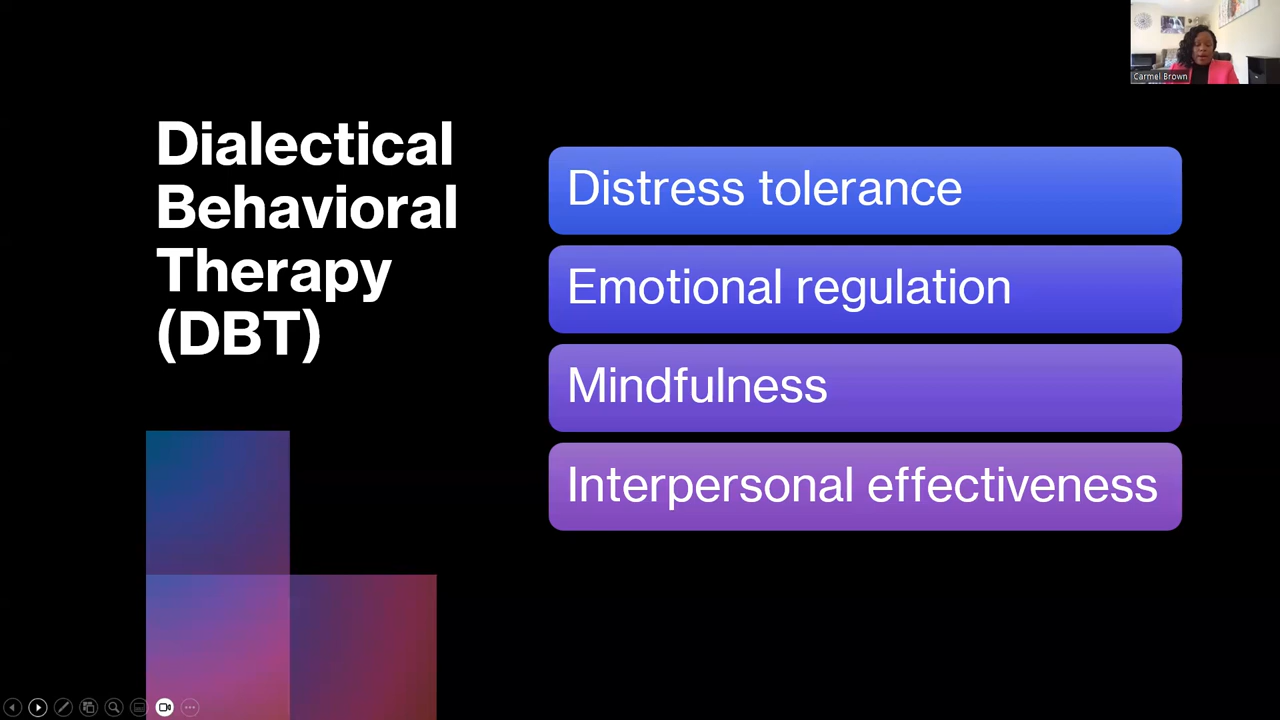 Carmel Brown
Dialectical
Behavioral
Therapy
(DBT)
Distress tolerance
Emotional regulation
Mindfulness
Interpersonal effectiveness